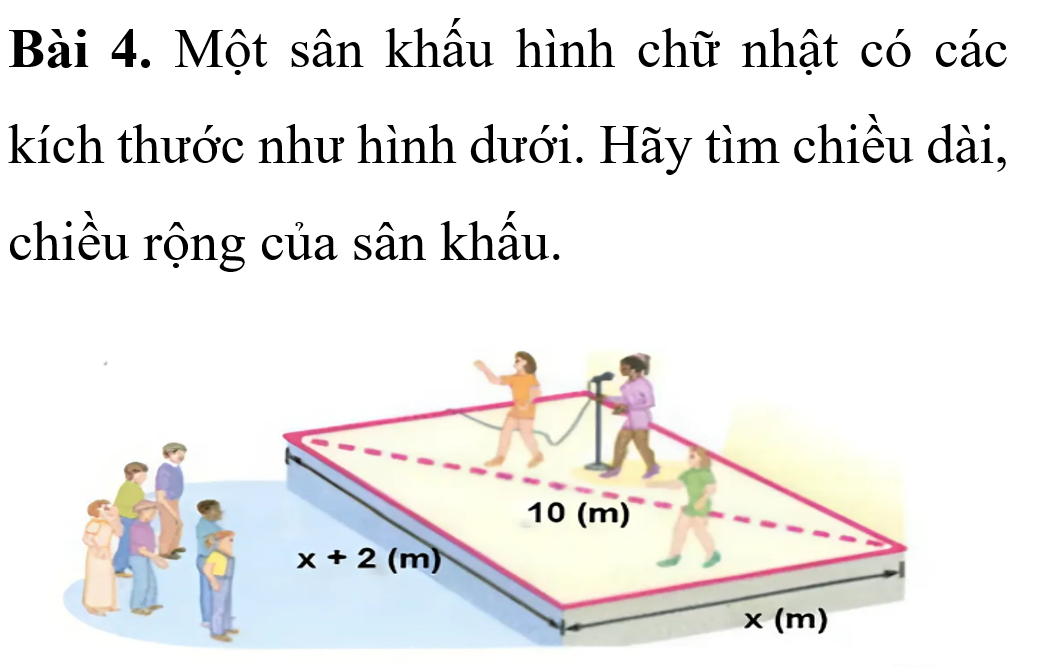 Bài 4. Một sân khấu hình chữ nhật có các
kích thước như hình dưới. Hãy tìm chiều dài,
chiều rộng của sân khấu.
10 (m)
x + 2 (m)
x (m)